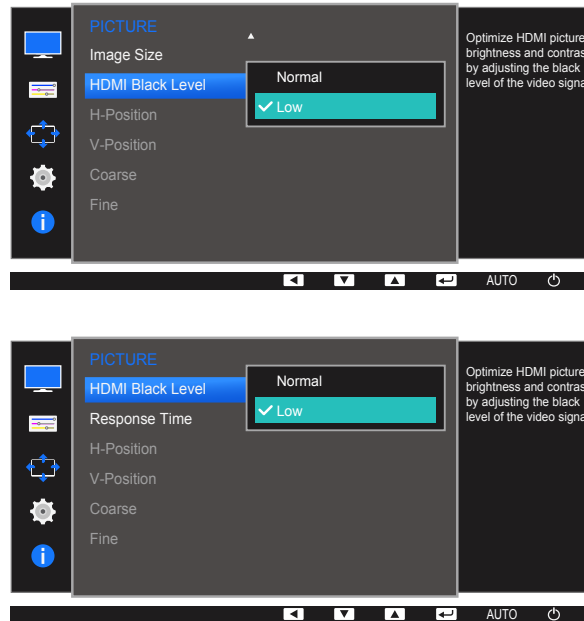 PICTURE
Image Size
HDMI Black Level
Normal
Low
H-Position
V-Position
Coarse
Fine
Optimize HDMI picture
brightness and contras
by adjusting the black
level of the video signa
AUTO
PICTURE
HDMI Black Level
Normal
Low
Response Time
H-Position
V-Position
Coarse
Fine
Optimize HDMI picture
brightness and contras
by adjusting the black
level of the video signa
AUTO